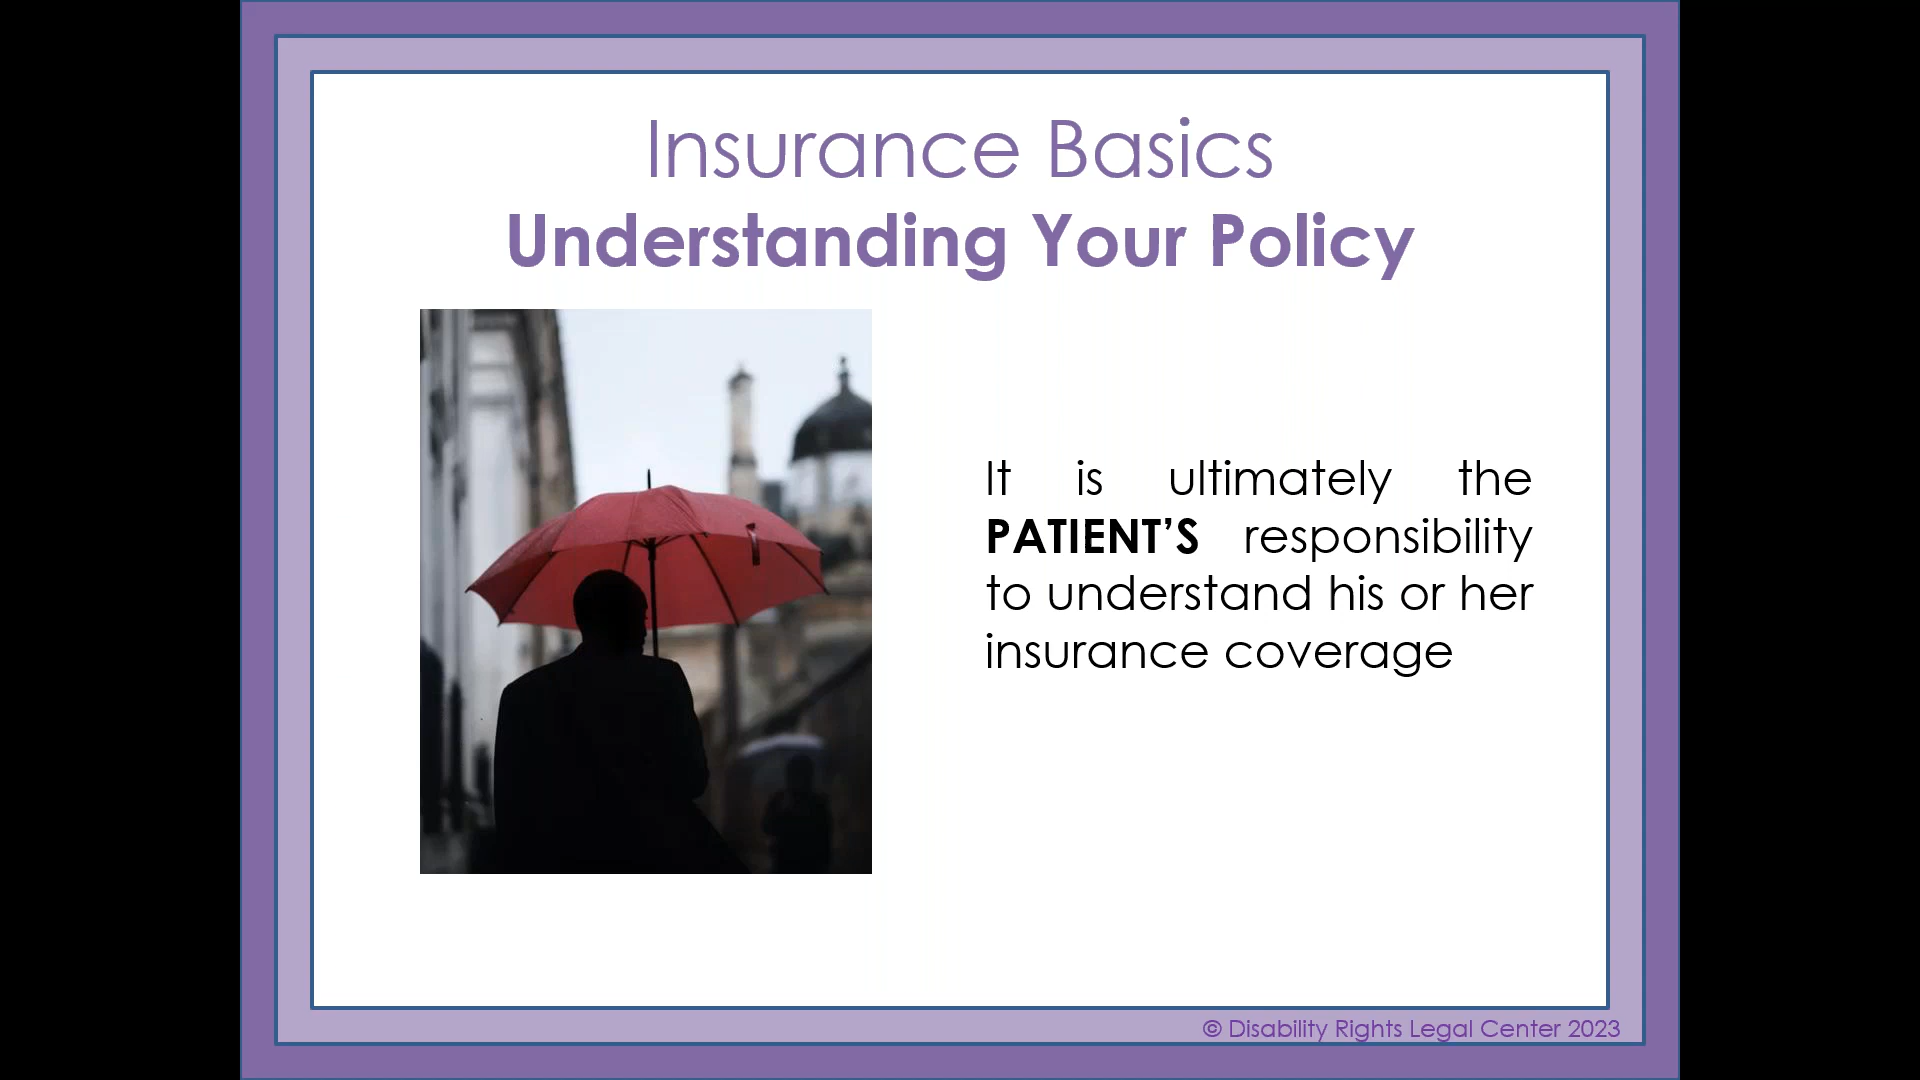 Insurance Basics
Understanding Your Policy
It is ultimately the
PATIENT’S responsibility
to understand his or her
insurance coverage
© Disability Rights Legal Center 2023